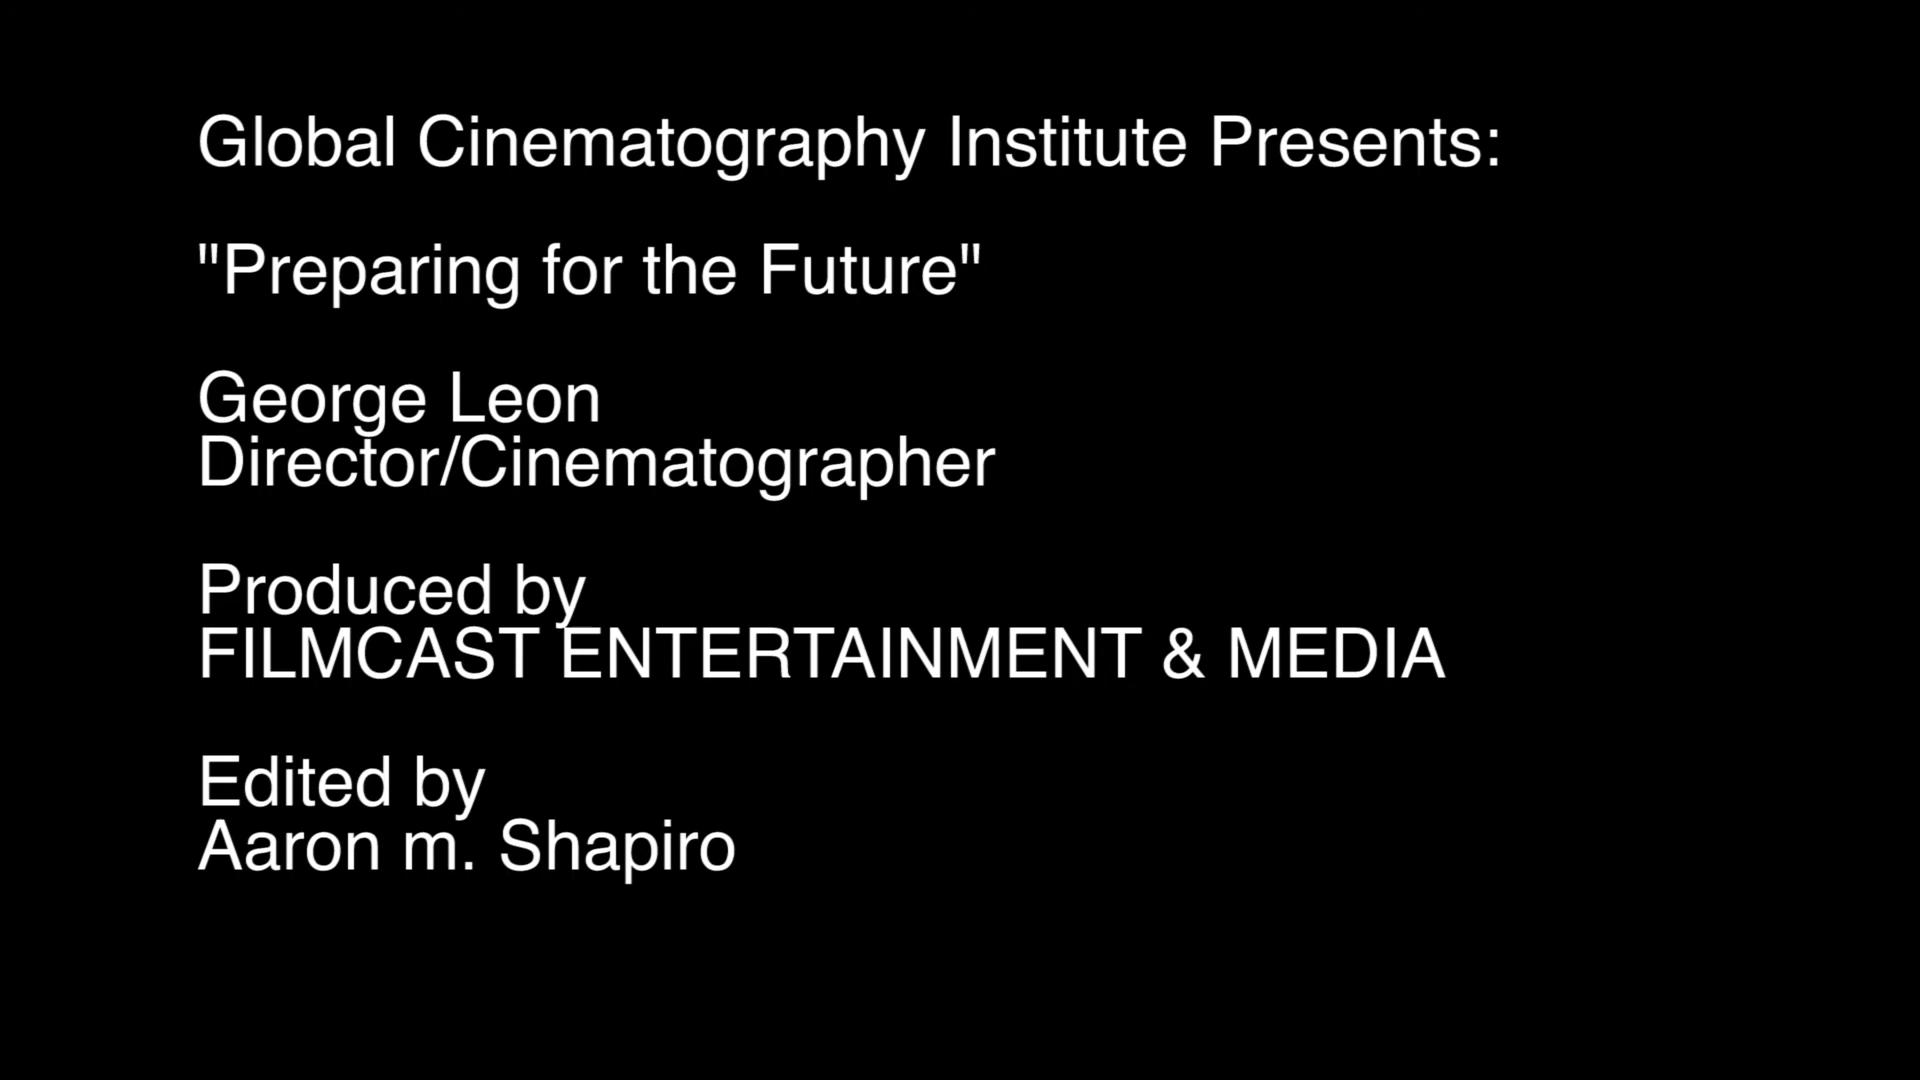 Global Cinematography Institute Presents:
"Preparing for the Future"
George Leon
Director/Cinematographer
Produced by
FILMCAST ENTERTAINMENT & MEDIA
Edited by
Aaron m. Shapiro